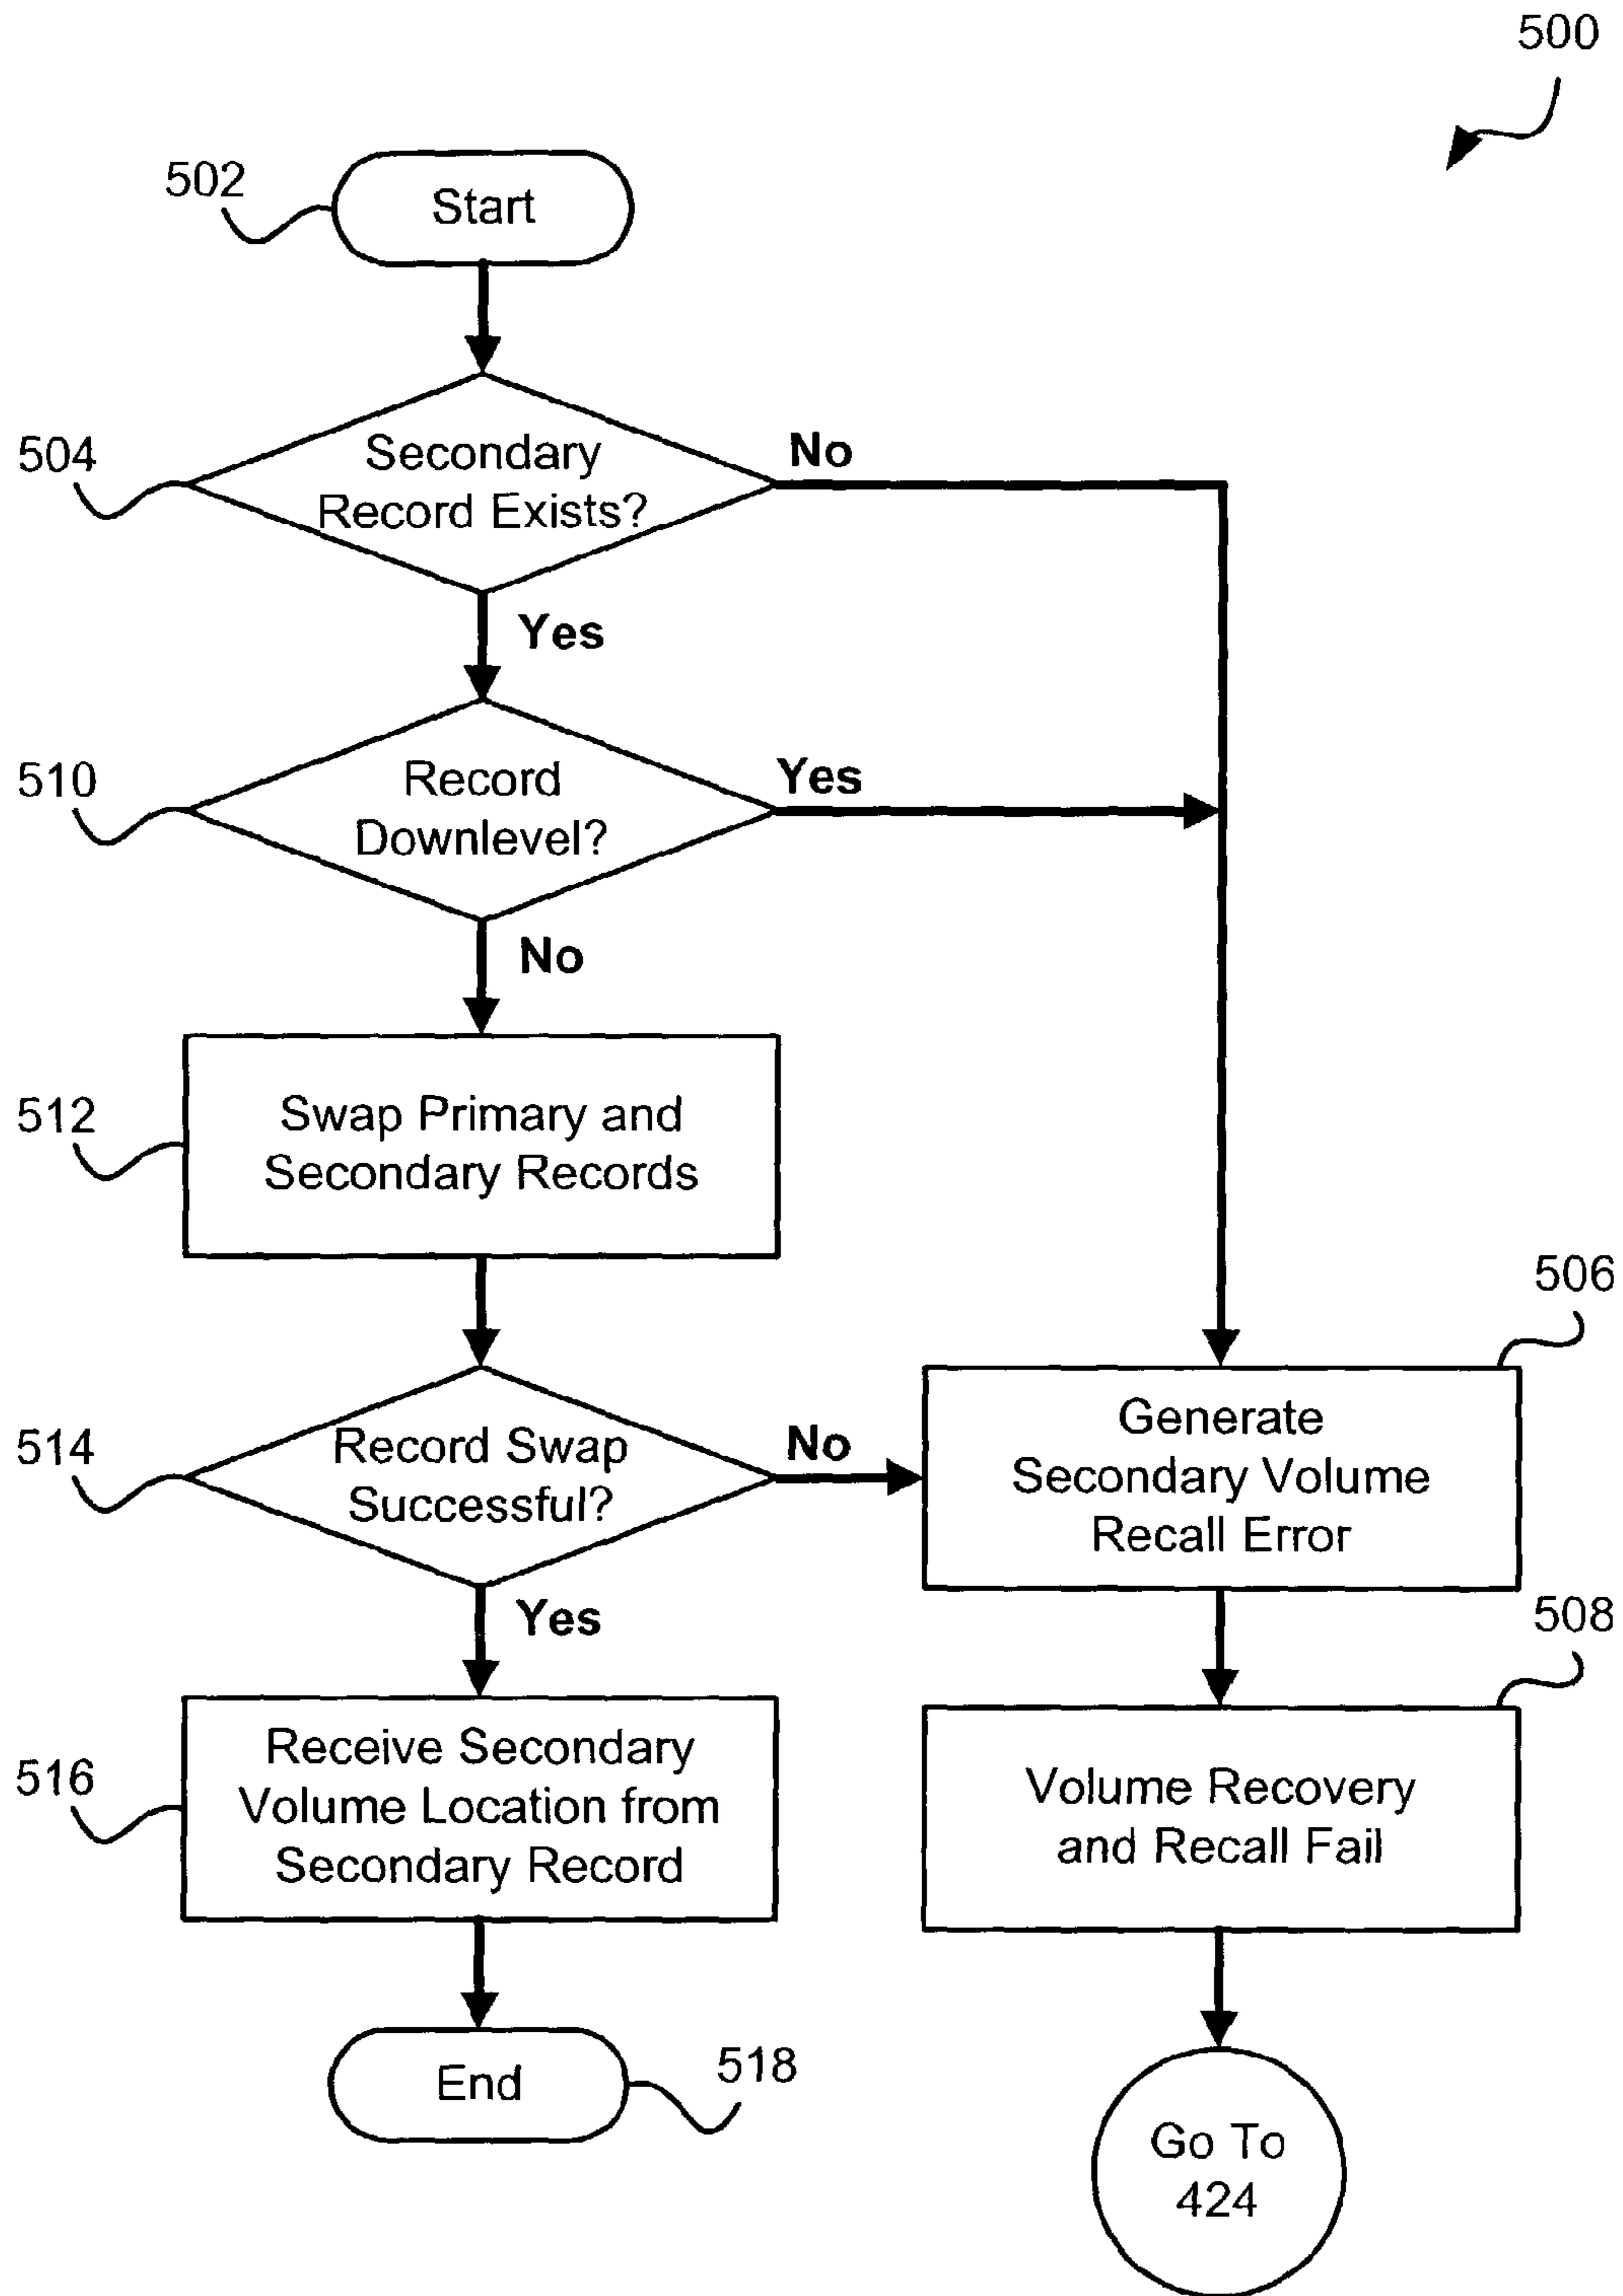 500
502
Start
504
Secondary
Record Exists?
No
Yes
510
Record
Downlevel?
Yes
No
512
Swap Primary and
Secondary Records
506
514
Record Swap
Successful?
No
Generate
Secondary Volume
Recall Error
Yes
508
516
Receive Secondary
Volume Location from
Secondary Record
Volume Recovery
and Recall Fail
End
518
Go To
424